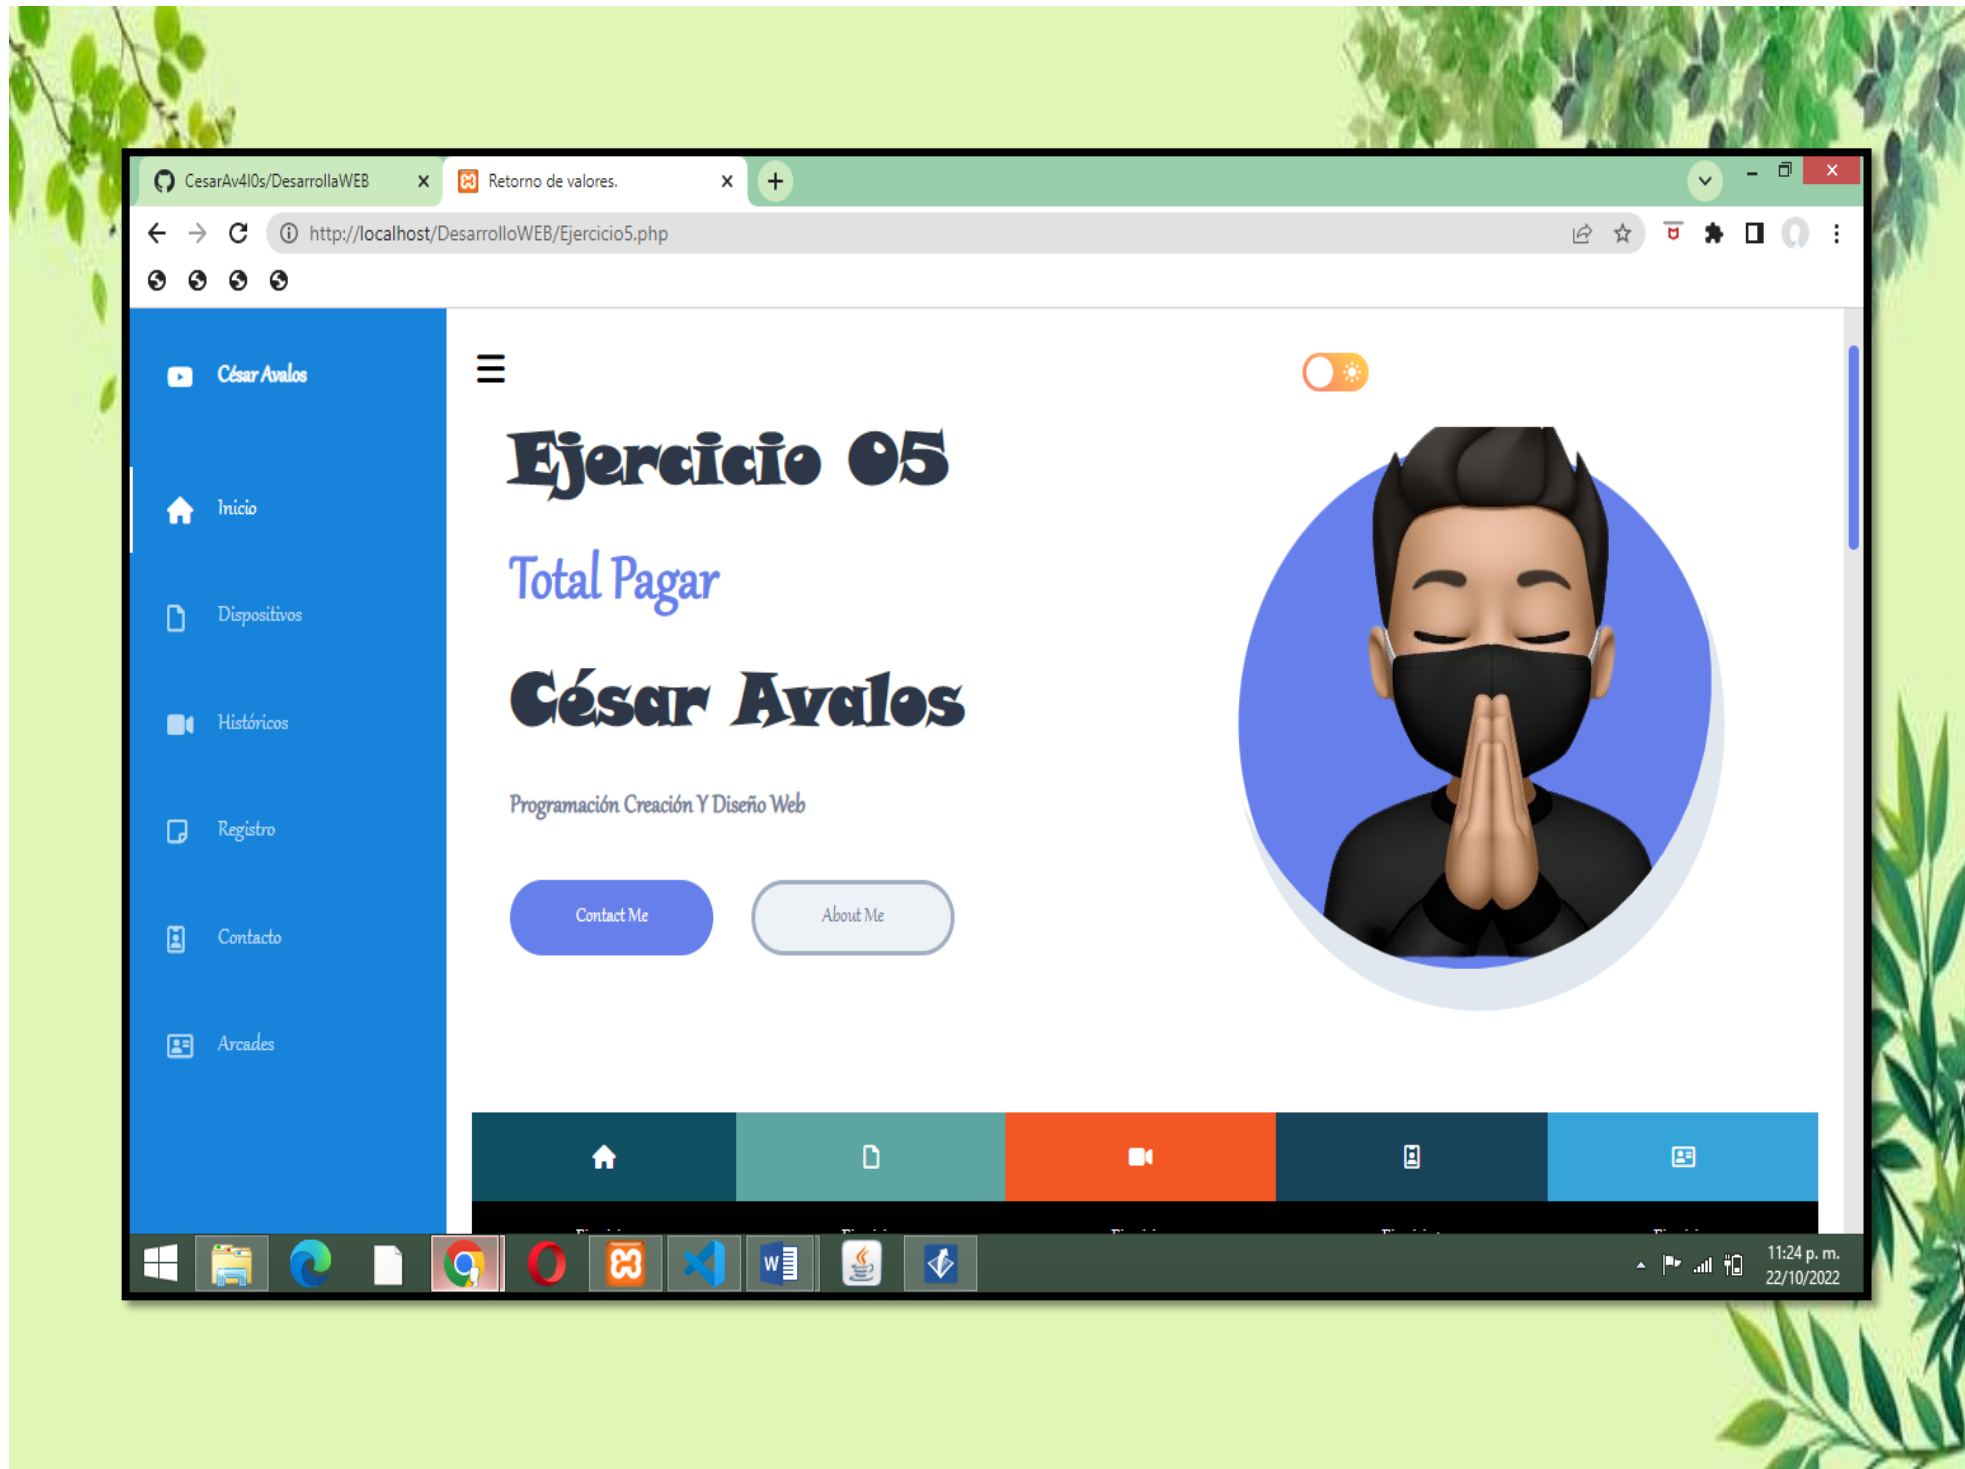 CesarAv4l0s/DesarrollaWEB
Retorno de valores.
http://localhost/DesarrolloWEB/Ejercicio5.php
César Avalos
Inicio
Dispositivos
Históricos
Registro
Contacto
Arcades
Ejercicio 05
Total Pagar
César Avalos
Programación Creación Y Diseño Web
Contact Me
About Me
11:24 p. m.
22/10/2022